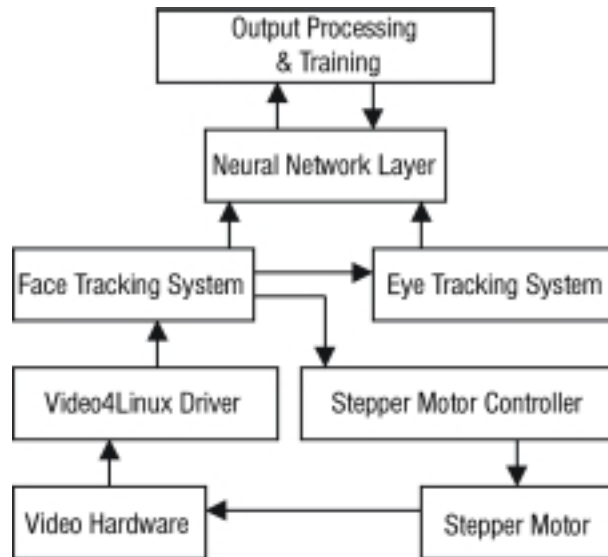 Output Processing
& Training
Neural Network Layer
Face Tracking System
Eye Tracking System
Video4Linux Driver
Stepper Motor Controller
Video Hardware
Stepper Motor